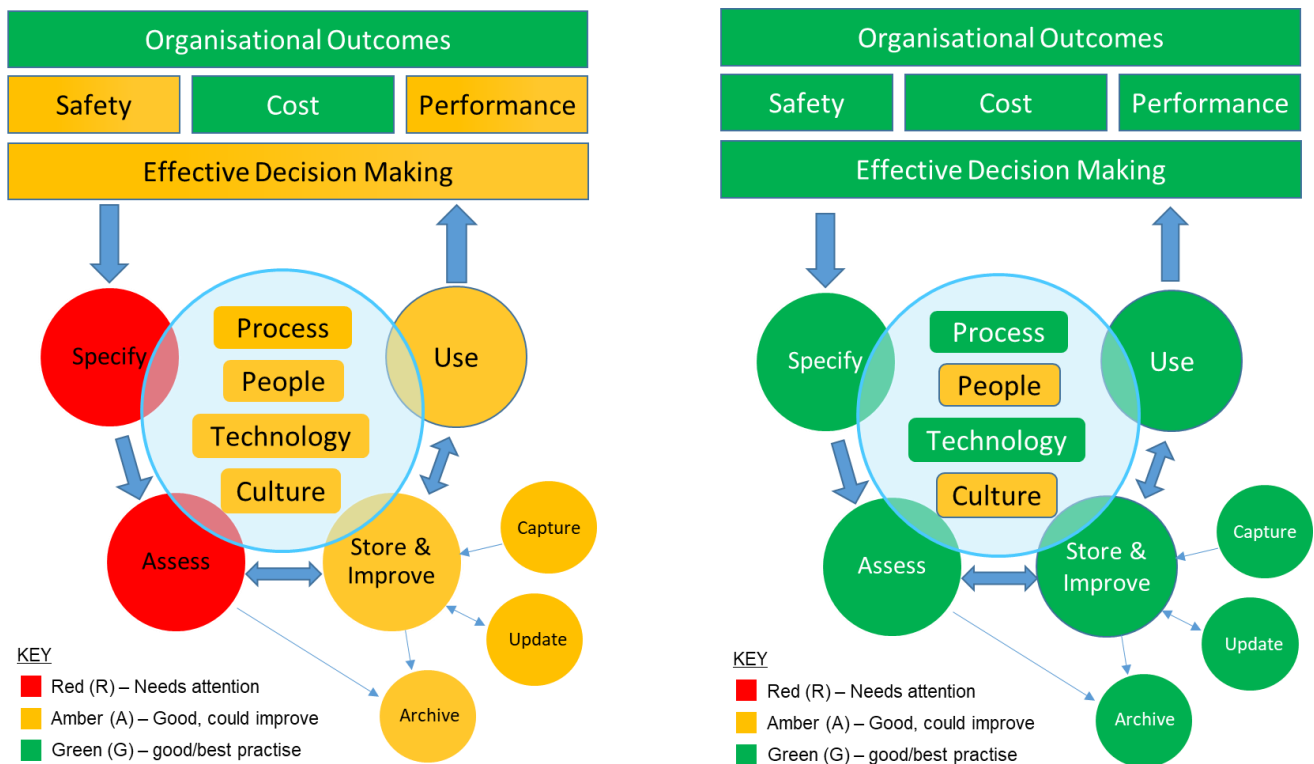 Organisational Outcomes
Safety
Cost
Performance
Effective Decision Making
Specify
Process
People
Technology
Culture
Use
Assess
Store &
Improve
Capture
Update
Archive
KEY
Red (R) – Needs attention
Amber (A) – Good, could improve
Green (G) – good/best practise
Organisational Outcomes
Safety
Cost
Performance
Effective Decision Making
Specify
Process
People
Technology
Culture
Use
Assess
Store &
Improve
Capture
Update
Archive
KEY
Red (R) – Needs attention
Amber (A) – Good, could improve
Green (G) – good/best practise